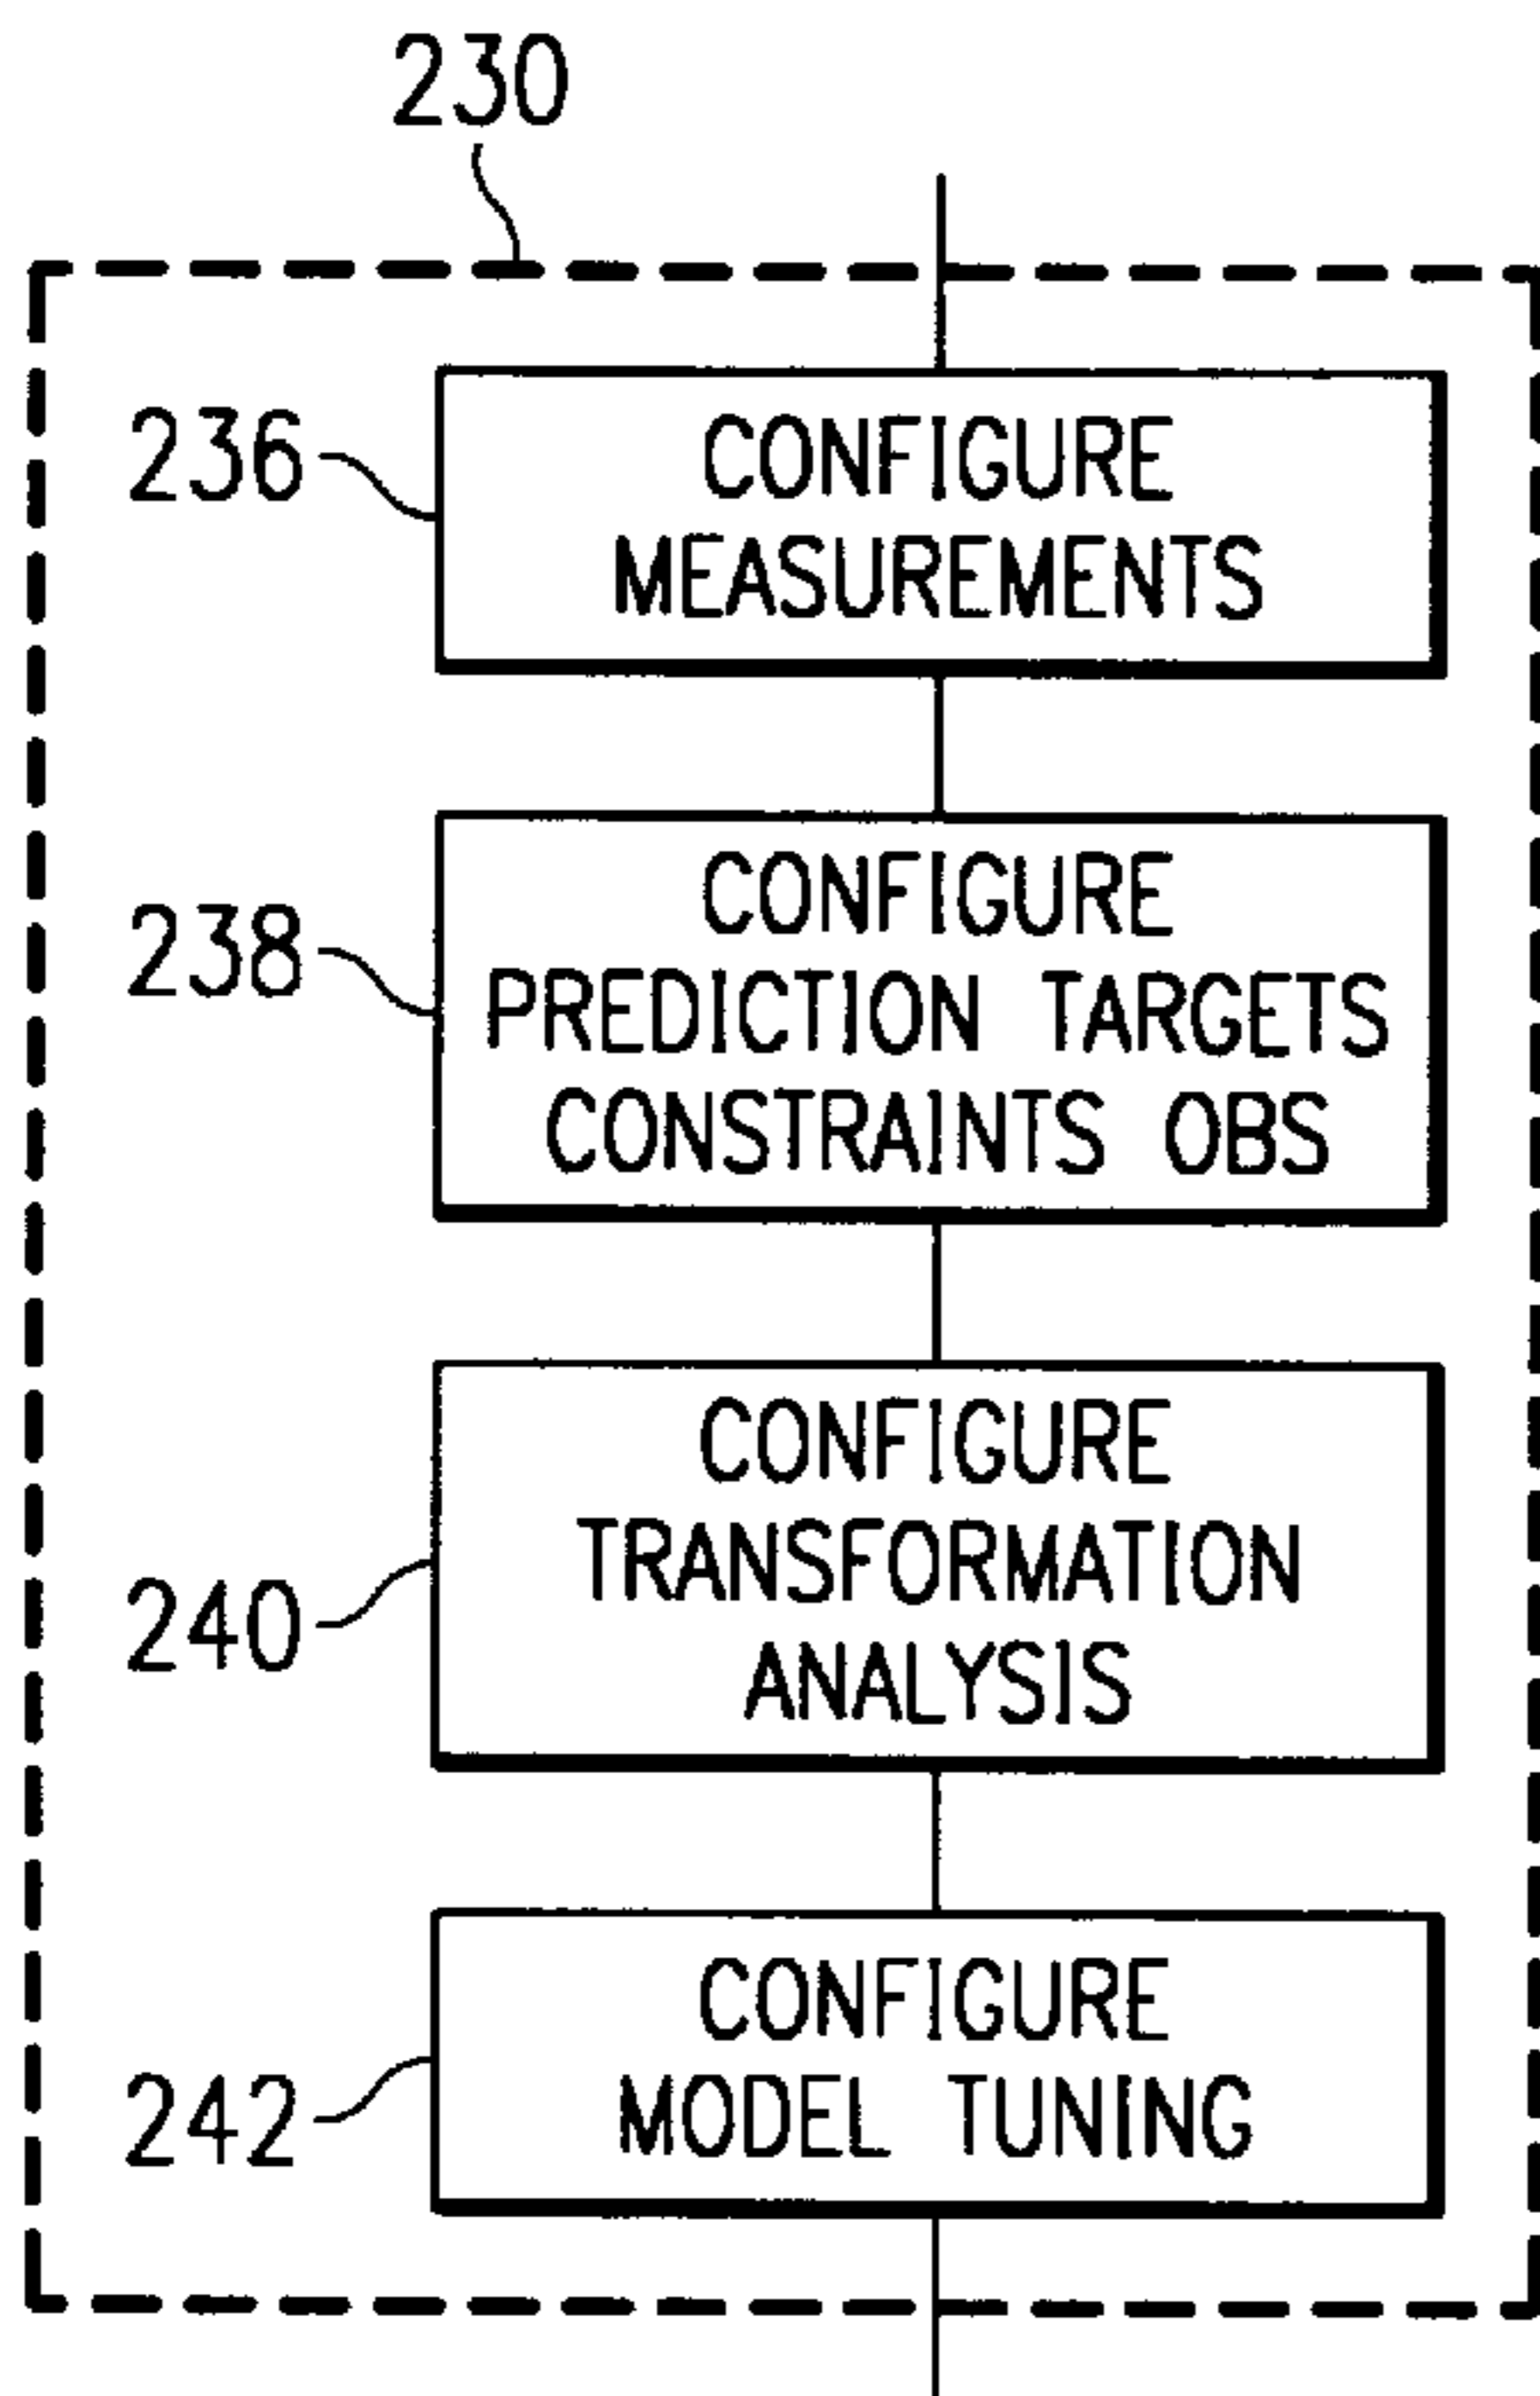 230
236
CONFIGURE
MEASUREMENTS
238
CONFIGURE
PREDICTION TARGETS
CONSTRAINTS OBS
240
CONFIGURE
TRANSFORMATION
ANALYSIS
242
CONFIGURE
MODEL TUNING